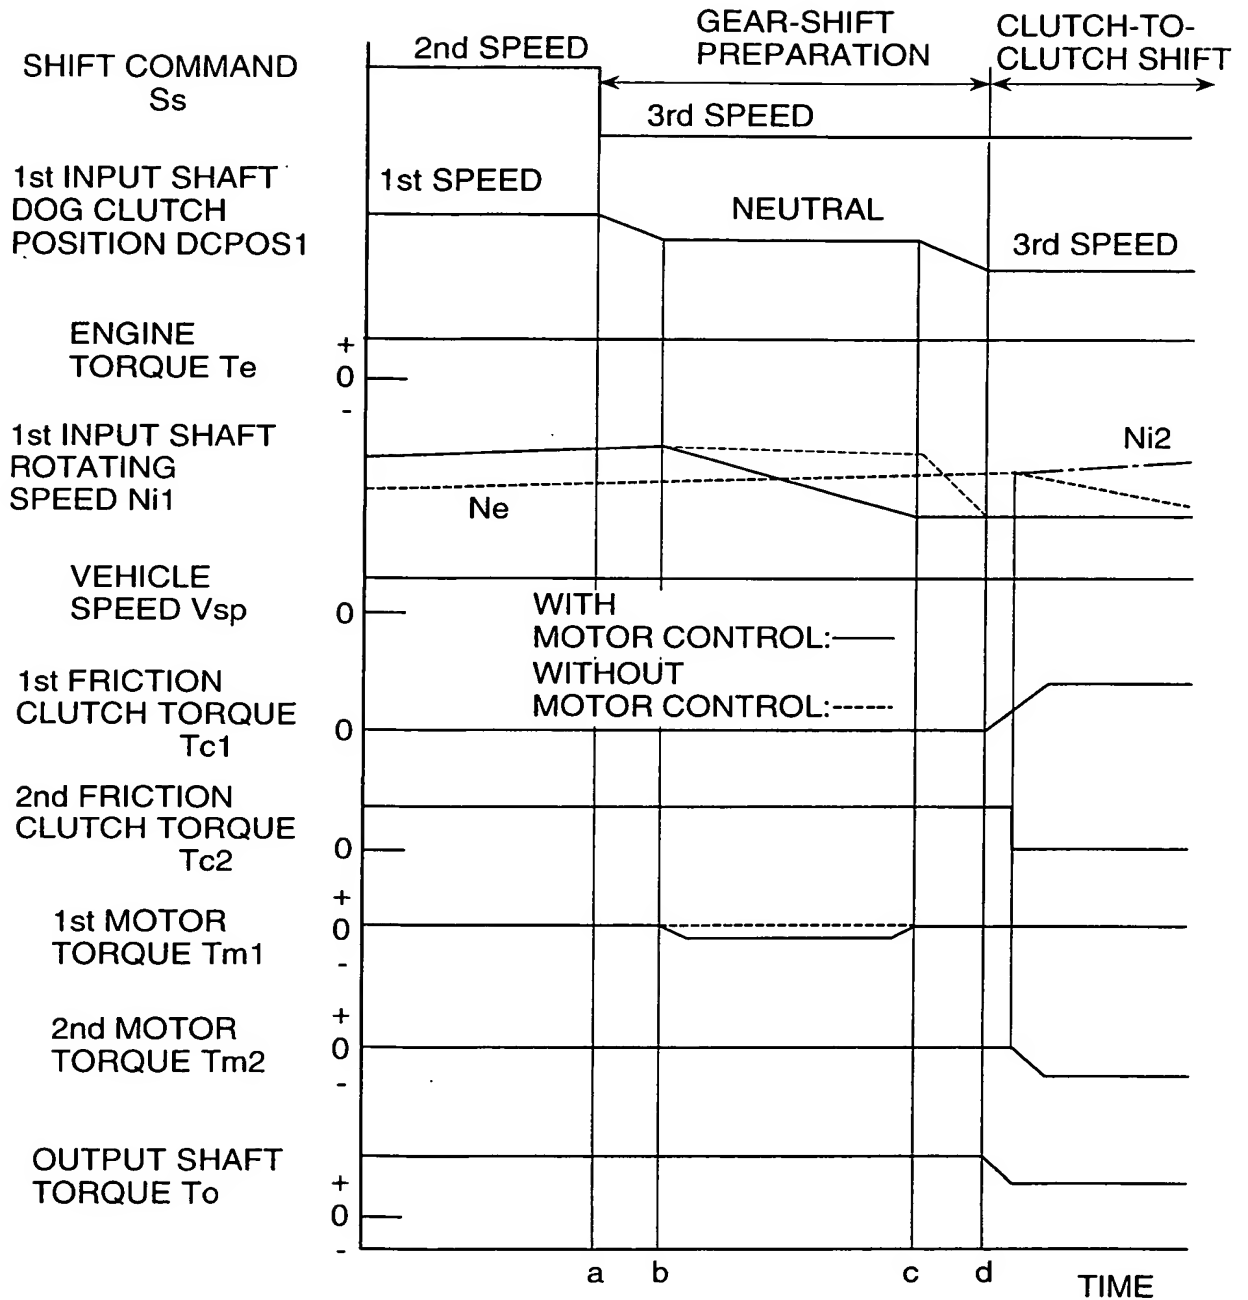 GEAR-SHIFT
PREPARATION
CLUTCH-TO-
CLUTCH SHIFT
2nd SPEED
SHIFT COMMAND
Ss
3rd SPEED
1st INPUT SHAFT
DOG CLUTCH
POSITION DCPOS1
1st SPEED
NEUTRAL
3rd SPEED
ENGINE
TORQUE Te
+
0
-
1st INPUT SHAFT
ROTATING
SPEED Ni1
Ne
Ni2
VEHICLE
SPEED Vsp
0
WITH
MOTOR CONTROL:
WITHOUT
MOTOR CONTROL:
1st FRICTION
CLUTCH TORQUE
Tc1
0
2nd FRICTION
CLUTCH TORQUE
Tc2
0
1st MOTOR
TORQUE Tm1
+
0
-
2nd MOTOR
TORQUE Tm2
+
0
-
OUTPUT SHAFT
TORQUE To
+
0
-
a b c d
TIME